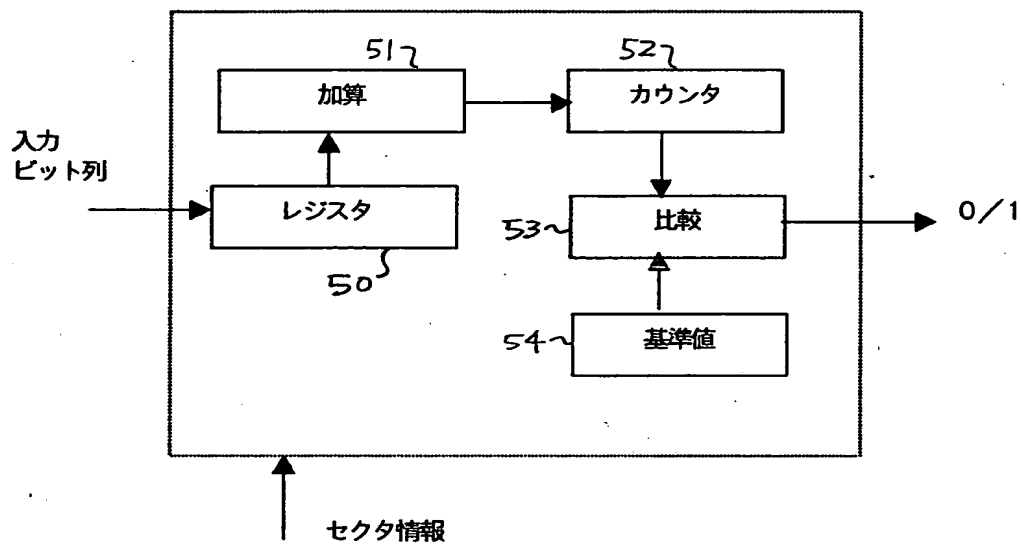 51
加算
52
カウンタ
入力
ビット列
レジスタ
50
53
比較
0/1
54
基準値
セクタ情報